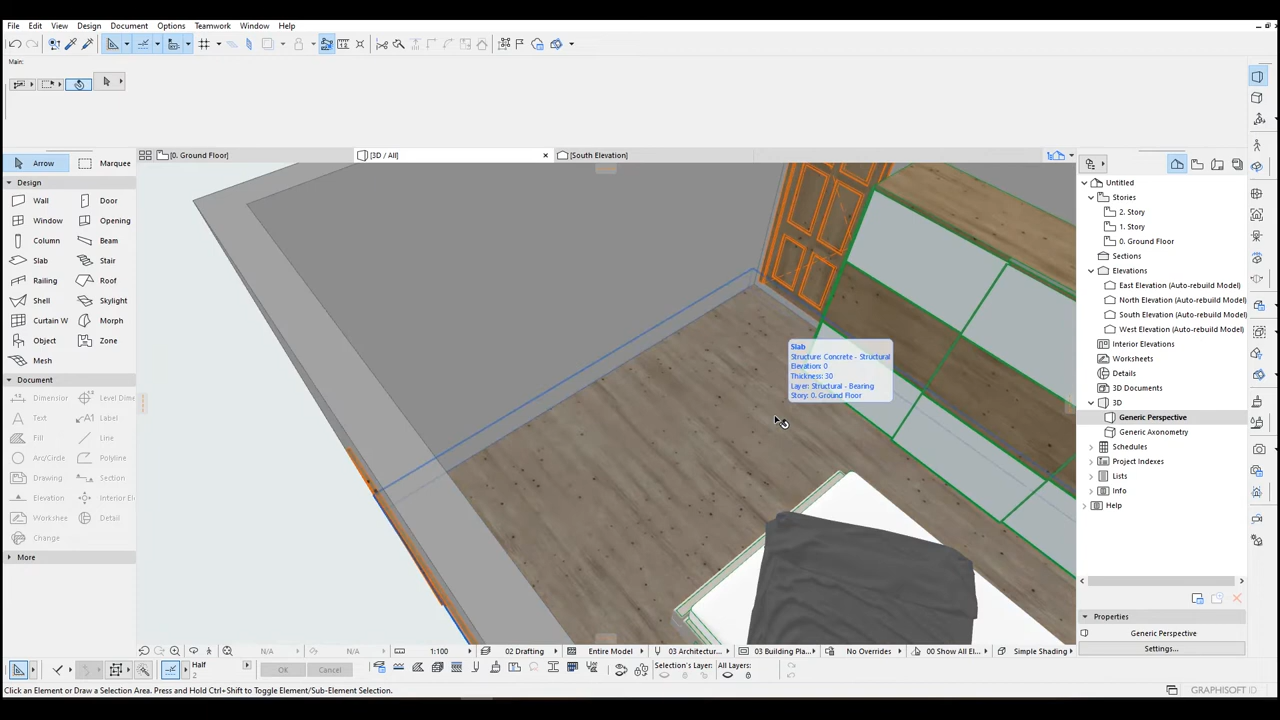 File Edit View Design Document Options Teamwork Window Help
Main:
[0. Ground Floor] [3D / All] [South Elevation]
Arrow Marquee
Design
Wall Door
Window Opening
Column Beam
Slab Stair
Railing Roof
Shell Skylight
Curtain W Morph
Object Zone
Mesh
Document
Dimension Level Dime
Text Label
Fill Line
Arc/Circle Polyline
Drawing Section
Elevation Interior E
Workshee Detail
Change
More
Slab
Structure: Concrete - Structural
Elevation: 0
Thickness: 30
Layer: Structural - Bearing
Story: 0. Ground Floor
Untitled
Stories
2. Story
1. Story
0. Ground Floor
Sections
Elevations
East Elevation (Auto-rebuild Model)
North Elevation (Auto-rebuild Model)
South Elevation (Auto-rebuild Model)
West Elevation (Auto-rebuild Model)
Interior Elevations
Worksheets
Details
3D Documents
3D
Generic Perspective
Generic Axonometry
Schedules
Project Indexes
Lists
Info
Help
Properties
Generic Perspective
Settings...
N/A N/A 1:100 02 Drafting Entire Model 03 Architectur... 03 Building Pla... No Overrides 00 Show All El... Simple Shading
Half
2
OK Cancel
Selection's Layer: All Layers:
Click an Element or Draw a Selection Area. Press and Hold Ctrl+Shift to Toggle Element/Sub-Element Selection.
GRAPHISOFT ID